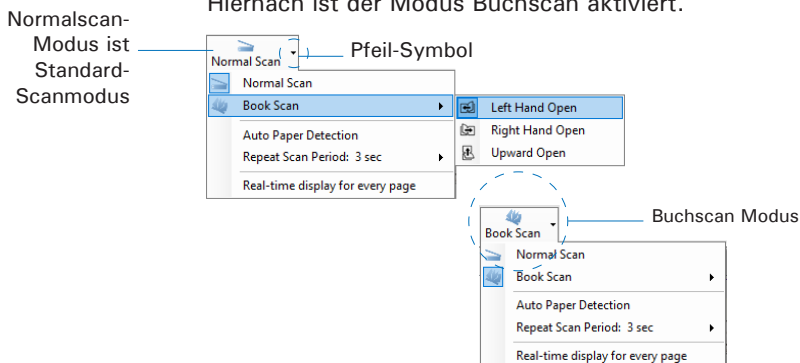 Hiernach ist der Modus Buchscan aktiviert.
Normalscan-
Modus ist
Standard-
Scanmodus
Normal Scan
Pfeil-Symbol
Normal Scan
Book Scan
Auto Paper Detection
Repeat Scan Period: 3 sec
Real-time display for every page
Left Hand Open
Right Hand Open
Upward Open
Book Scan
Buchscan Modus
Normal Scan
Book Scan
Auto Paper Detection
Repeat Scan Period: 3 sec
Real-time display for every page